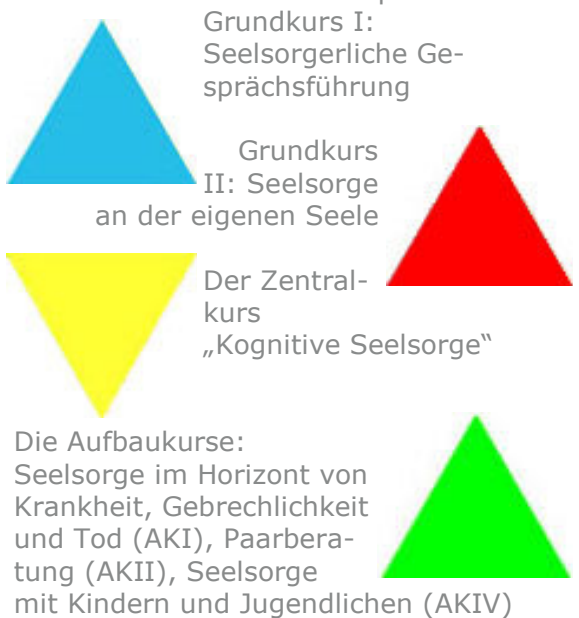 Grundkurs I:
Seelsorgerliche Ge-
sprächsführung
Grundkurs
II: Seelsorge
an der eigenen Seele
Der Zentral-
kurs
„Kognitive Seelsorge“
Die Aufbaukurse:
Seelsorge im Horizont von
Krankheit, Gebrechlichkeit
und Tod (AKI), Paarbera-
tung (AKII), Seelsorge
mit Kindern und Jugendlichen (AKIV)